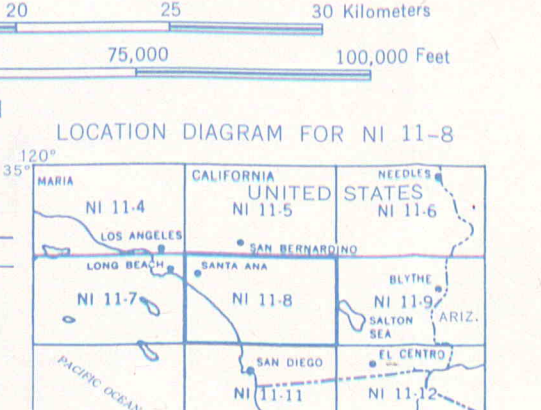 20 25 30 Kilometers
75,000 100,000 Feet
LOCATION DIAGRAM FOR NI 11-8
120°
35°
MARIA CALIFORNIA NEEDLES
UNITED STATES
NI 11-4 NI 11-5 NI 11-6
LOS ANGELES SAN BERNARDINO
LONG BEACH SANTA ANA
BLYTHE
NI 11-7 NI 11-8 NI 11-9
SALTON SEA ARIZ.
EL CENTRO
PACIFIC OCEAN SAN DIEGO
NI 11-11 NI 11-12